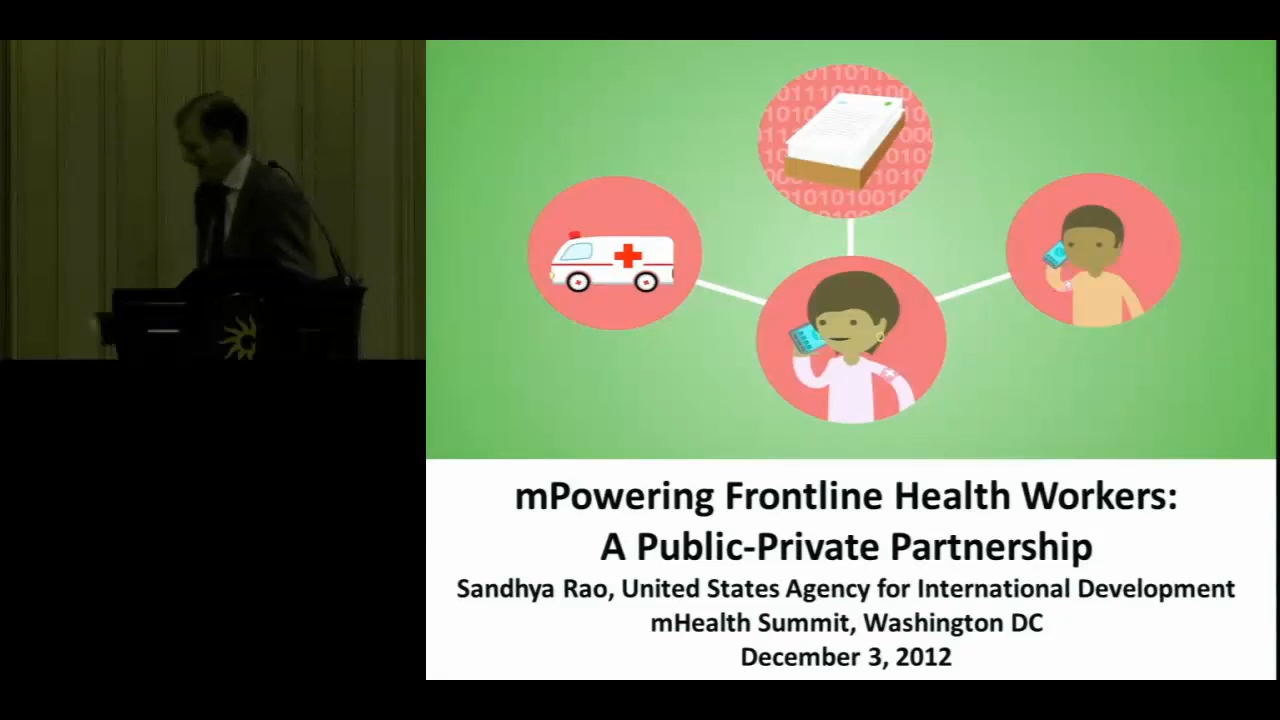 mPowering Frontline Health Workers:
A Public-Private Partnership
Sandhya Rao, United States Agency for International Development
mHealth Summit, Washington DC
December 3, 2012